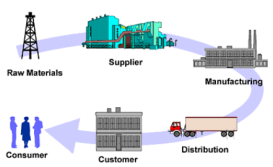 Supplier
Raw Materials
Manufacturing
Distribution
Customer
Consumer